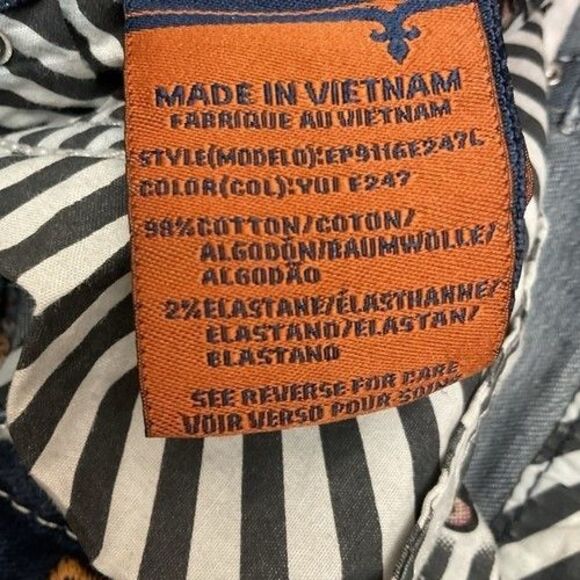 MADE IN VIETNAM
FABRIQUE AU VIETNAM
STYLE(MODELO):EP9116E247L
COLOR(COL):YUI E247
98%COTTON/COTON/
ALGODÓN/BAUMWOLLE/
ALGODÃO
2%ELASTANE/ÉLASTHANNE/
ELASTANO/ELASTAN/
ELASTANO
SEE REVERSE FOR CARE
VOIR VERSO POUR SOINS